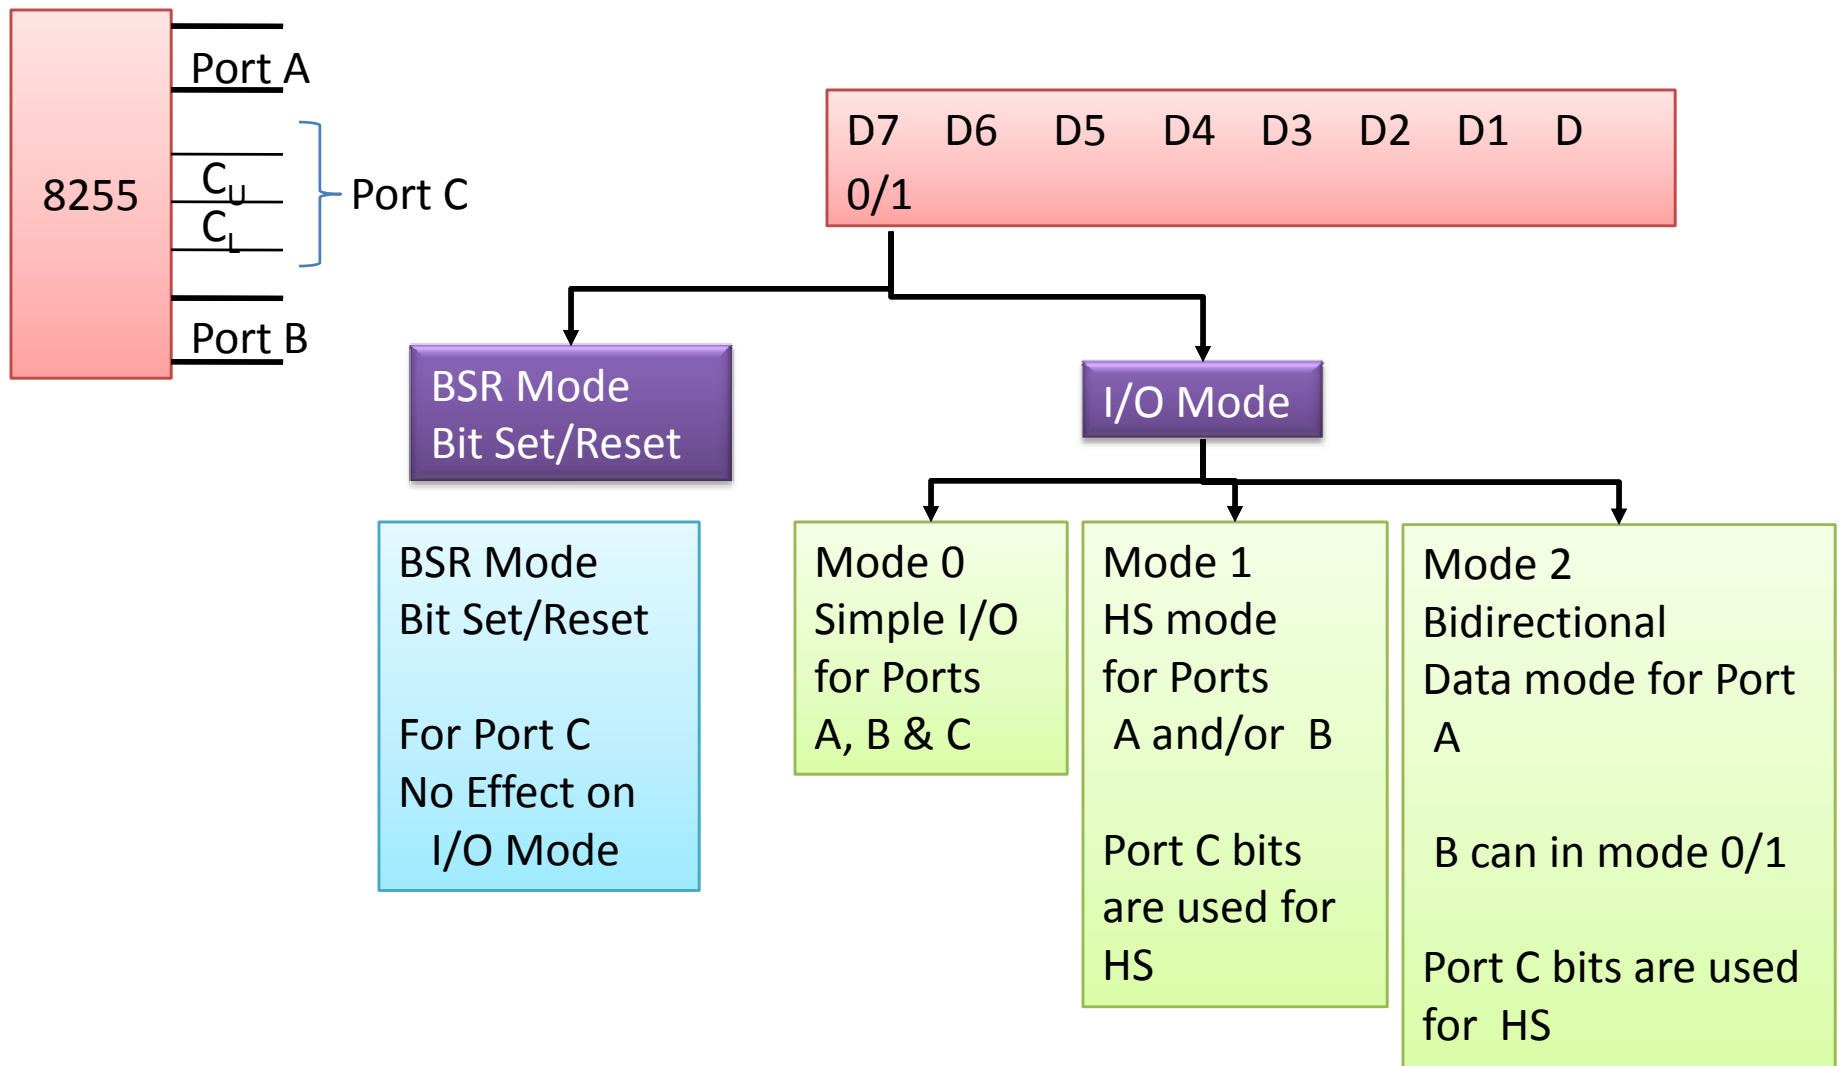 8255
Port A
C_U
C_L
Port C
Port B
D7 D6 D5 D4 D3 D2 D1 D
0/1
BSR Mode
Bit Set/Reset
I/O Mode
BSR Mode
Bit Set/Reset
For Port C
No Effect on
I/O Mode
Mode 0
Simple I/O
for Ports
A, B & C
Mode 1
HS mode
for Ports
A and/or B
Port C bits
are used for
HS
Mode 2
Bidirectional
Data mode for Port
A
B can in mode 0/1
Port C bits are used
for HS